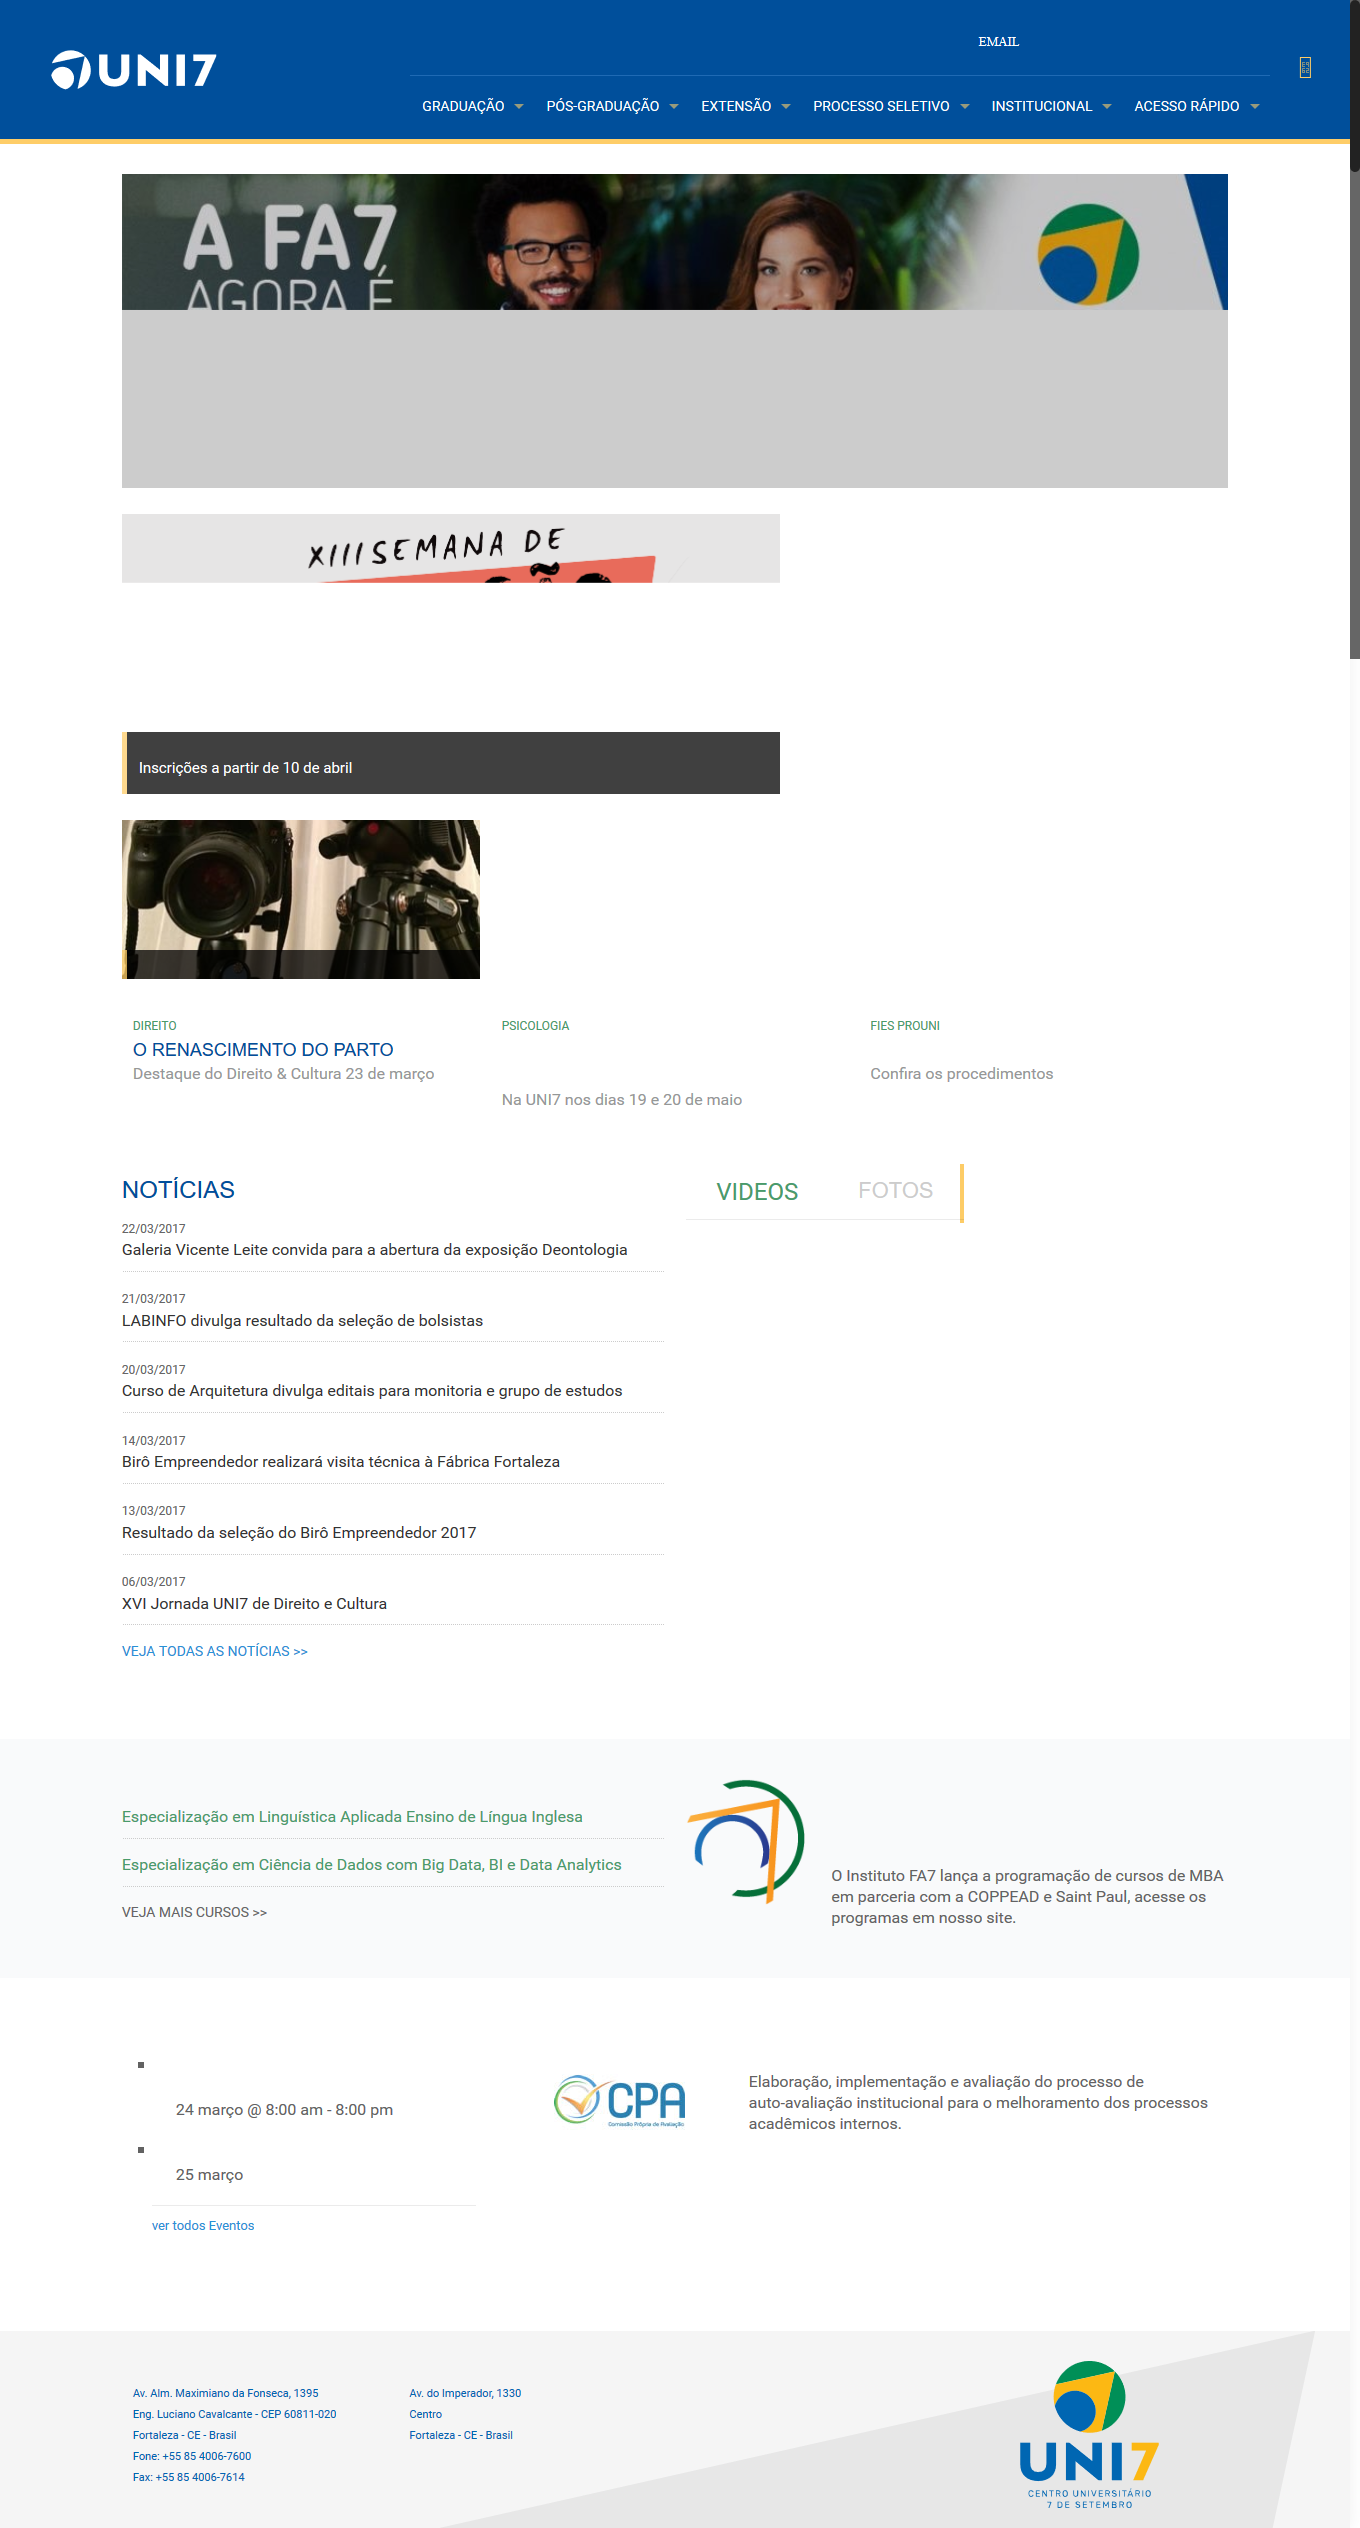 EMAIL
UNI7
GRADUAÇÃO PÓS-GRADUAÇÃO EXTENSÃO PROCESSO SELETIVO INSTITUCIONAL ACESSO RÁPIDO
A FA7
AGORA É
XIII SEMANA DE
Inscrições a partir de 10 de abril
DIREITO
O RENASCIMENTO DO PARTO
Destaque do Direito & Cultura 23 de março
PSICOLOGIA
Na UNI7 nos dias 19 e 20 de maio
FIES PROUNI
Confira os procedimentos
NOTÍCIAS
22/03/2017
Galeria Vicente Leite convida para a abertura da exposição Deontologia
21/03/2017
LABINFO divulga resultado da seleção de bolsistas
20/03/2017
Curso de Arquitetura divulga editais para monitoria e grupo de estudos
14/03/2017
Birô Empreendedor realizará visita técnica à Fábrica Fortaleza
13/03/2017
Resultado da seleção do Birô Empreendedor 2017
06/03/2017
XVI Jornada UNI7 de Direito e Cultura
VEJA TODAS AS NOTÍCIAS >>
VIDEOS FOTOS
Especialização em Linguística Aplicada Ensino de Língua Inglesa
Especialização em Ciência de Dados com Big Data, BI e Data Analytics
VEJA MAIS CURSOS >>
O Instituto FA7 lança a programação de cursos de MBA
em parceria com a COPPEAD e Saint Paul, acesse os
programas em nosso site.
24 março @ 8:00 am - 8:00 pm
25 março
ver todos Eventos
CPA
Comissão Própria de Avaliação
Elaboração, implementação e avaliação do processo de
auto-avaliação institucional para o melhoramento dos processos
acadêmicos internos.
Av. Alm. Maximiano da Fonseca, 1395
Eng. Luciano Cavalcante - CEP 60811-020
Fortaleza - CE - Brasil
Fone: +55 85 4006-7600
Fax: +55 85 4006-7614
Av. do Imperador, 1330
Centro
Fortaleza - CE - Brasil
UNI7
CENTRO UNIVERSITÁRIO
7 DE SETEMBRO